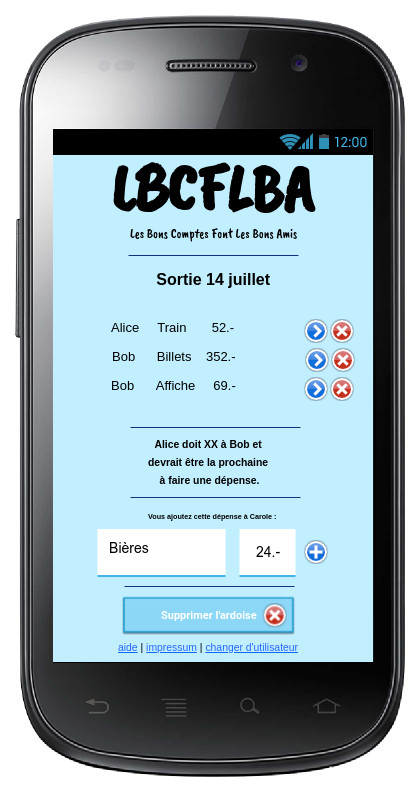 12:00
LBCFLBA
Les Bons Comptes Font Les Bons Amis
Sortie 14 juillet
Alice Train 52.-
Bob Billets 352.-
Bob Affiche 69.-
Alice doit XX à Bob et
devrait être la prochaine
à faire une dépense.
Vous ajoutez cette dépense à Carole :
Bières 24.-
Supprimer l'ardoise
aide | impressum | changer d'utilisateur